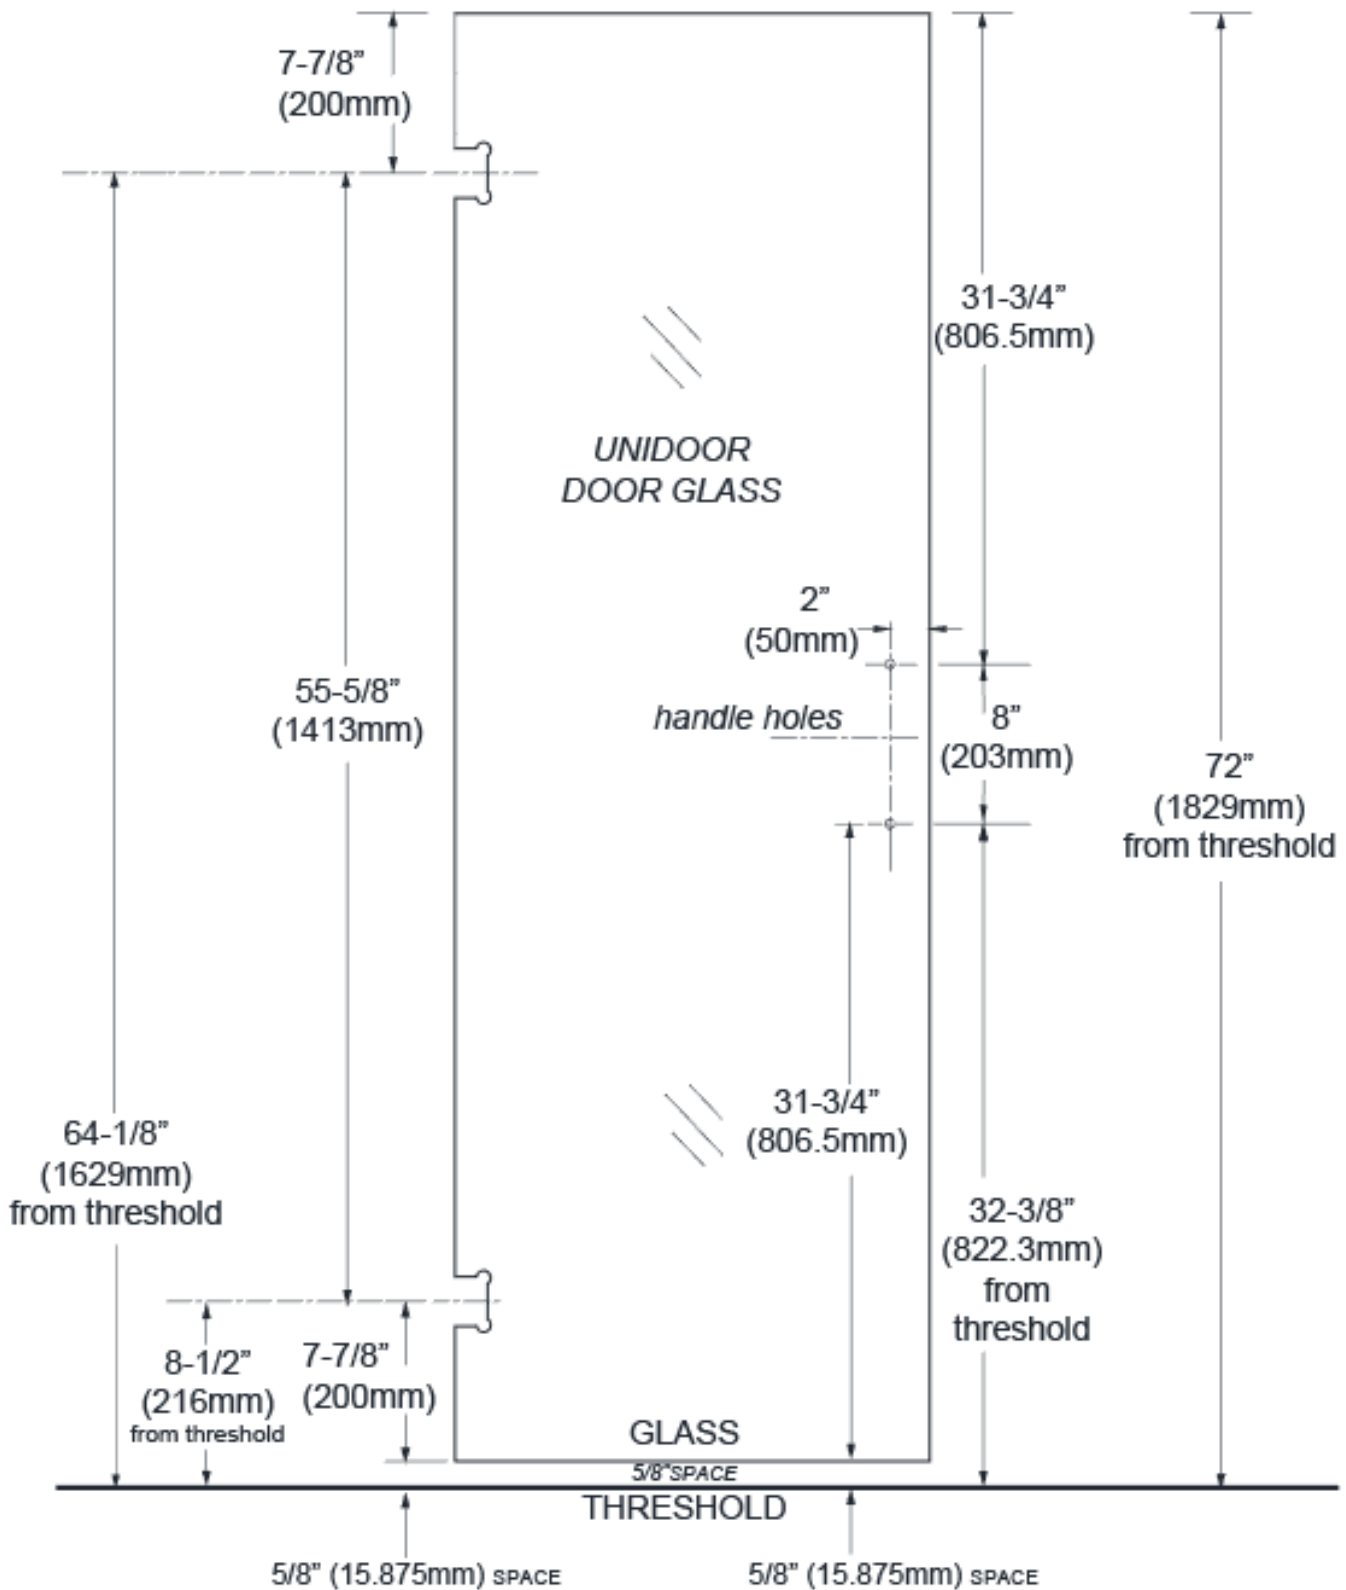 7-7/8”
(200mm)
31-3/4”
(806.5mm)
UNIDOOR
DOOR GLASS
2”
(50mm)
55-5/8”
(1413mm)
handle holes
8”
(203mm)
72”
(1829mm)
from threshold
31-3/4”
(806.5mm)
64-1/8”
(1629mm)
from threshold
32-3/8”
(822.3mm)
from
threshold
8-1/2”
(216mm)
from threshold
7-7/8”
(200mm)
GLASS
5/8”SPACE
THRESHOLD
5/8” (15.875mm) SPACE
5/8” (15.875mm) SPACE